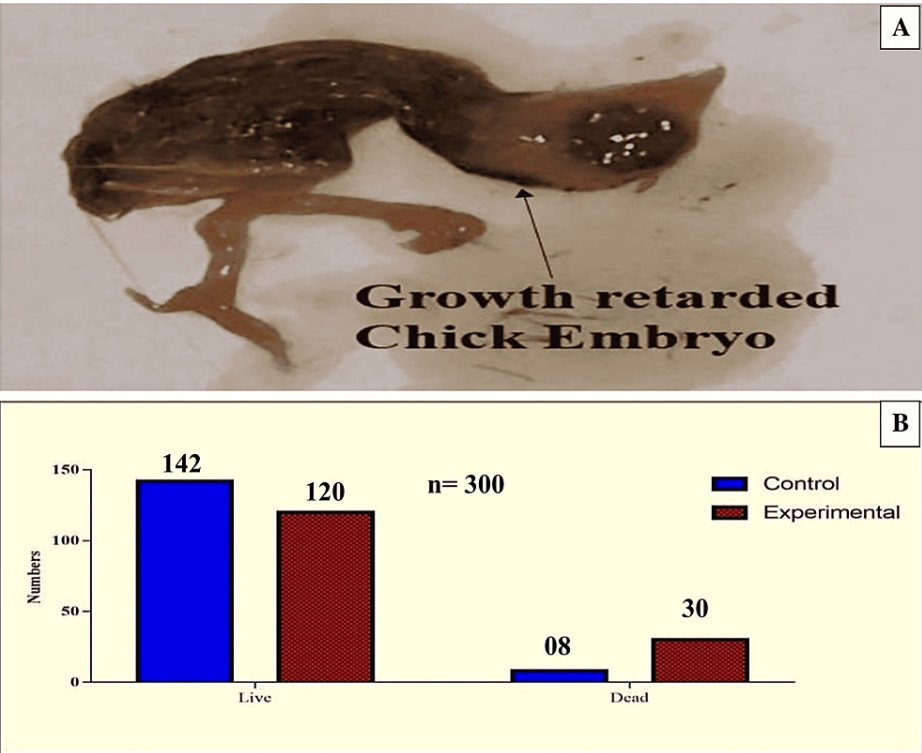 A
Growth retarded
Chick Embryo
B
150
142
120
n= 300
Control
Experimental
100
Numbers
50
30
08
0
Live
Dead